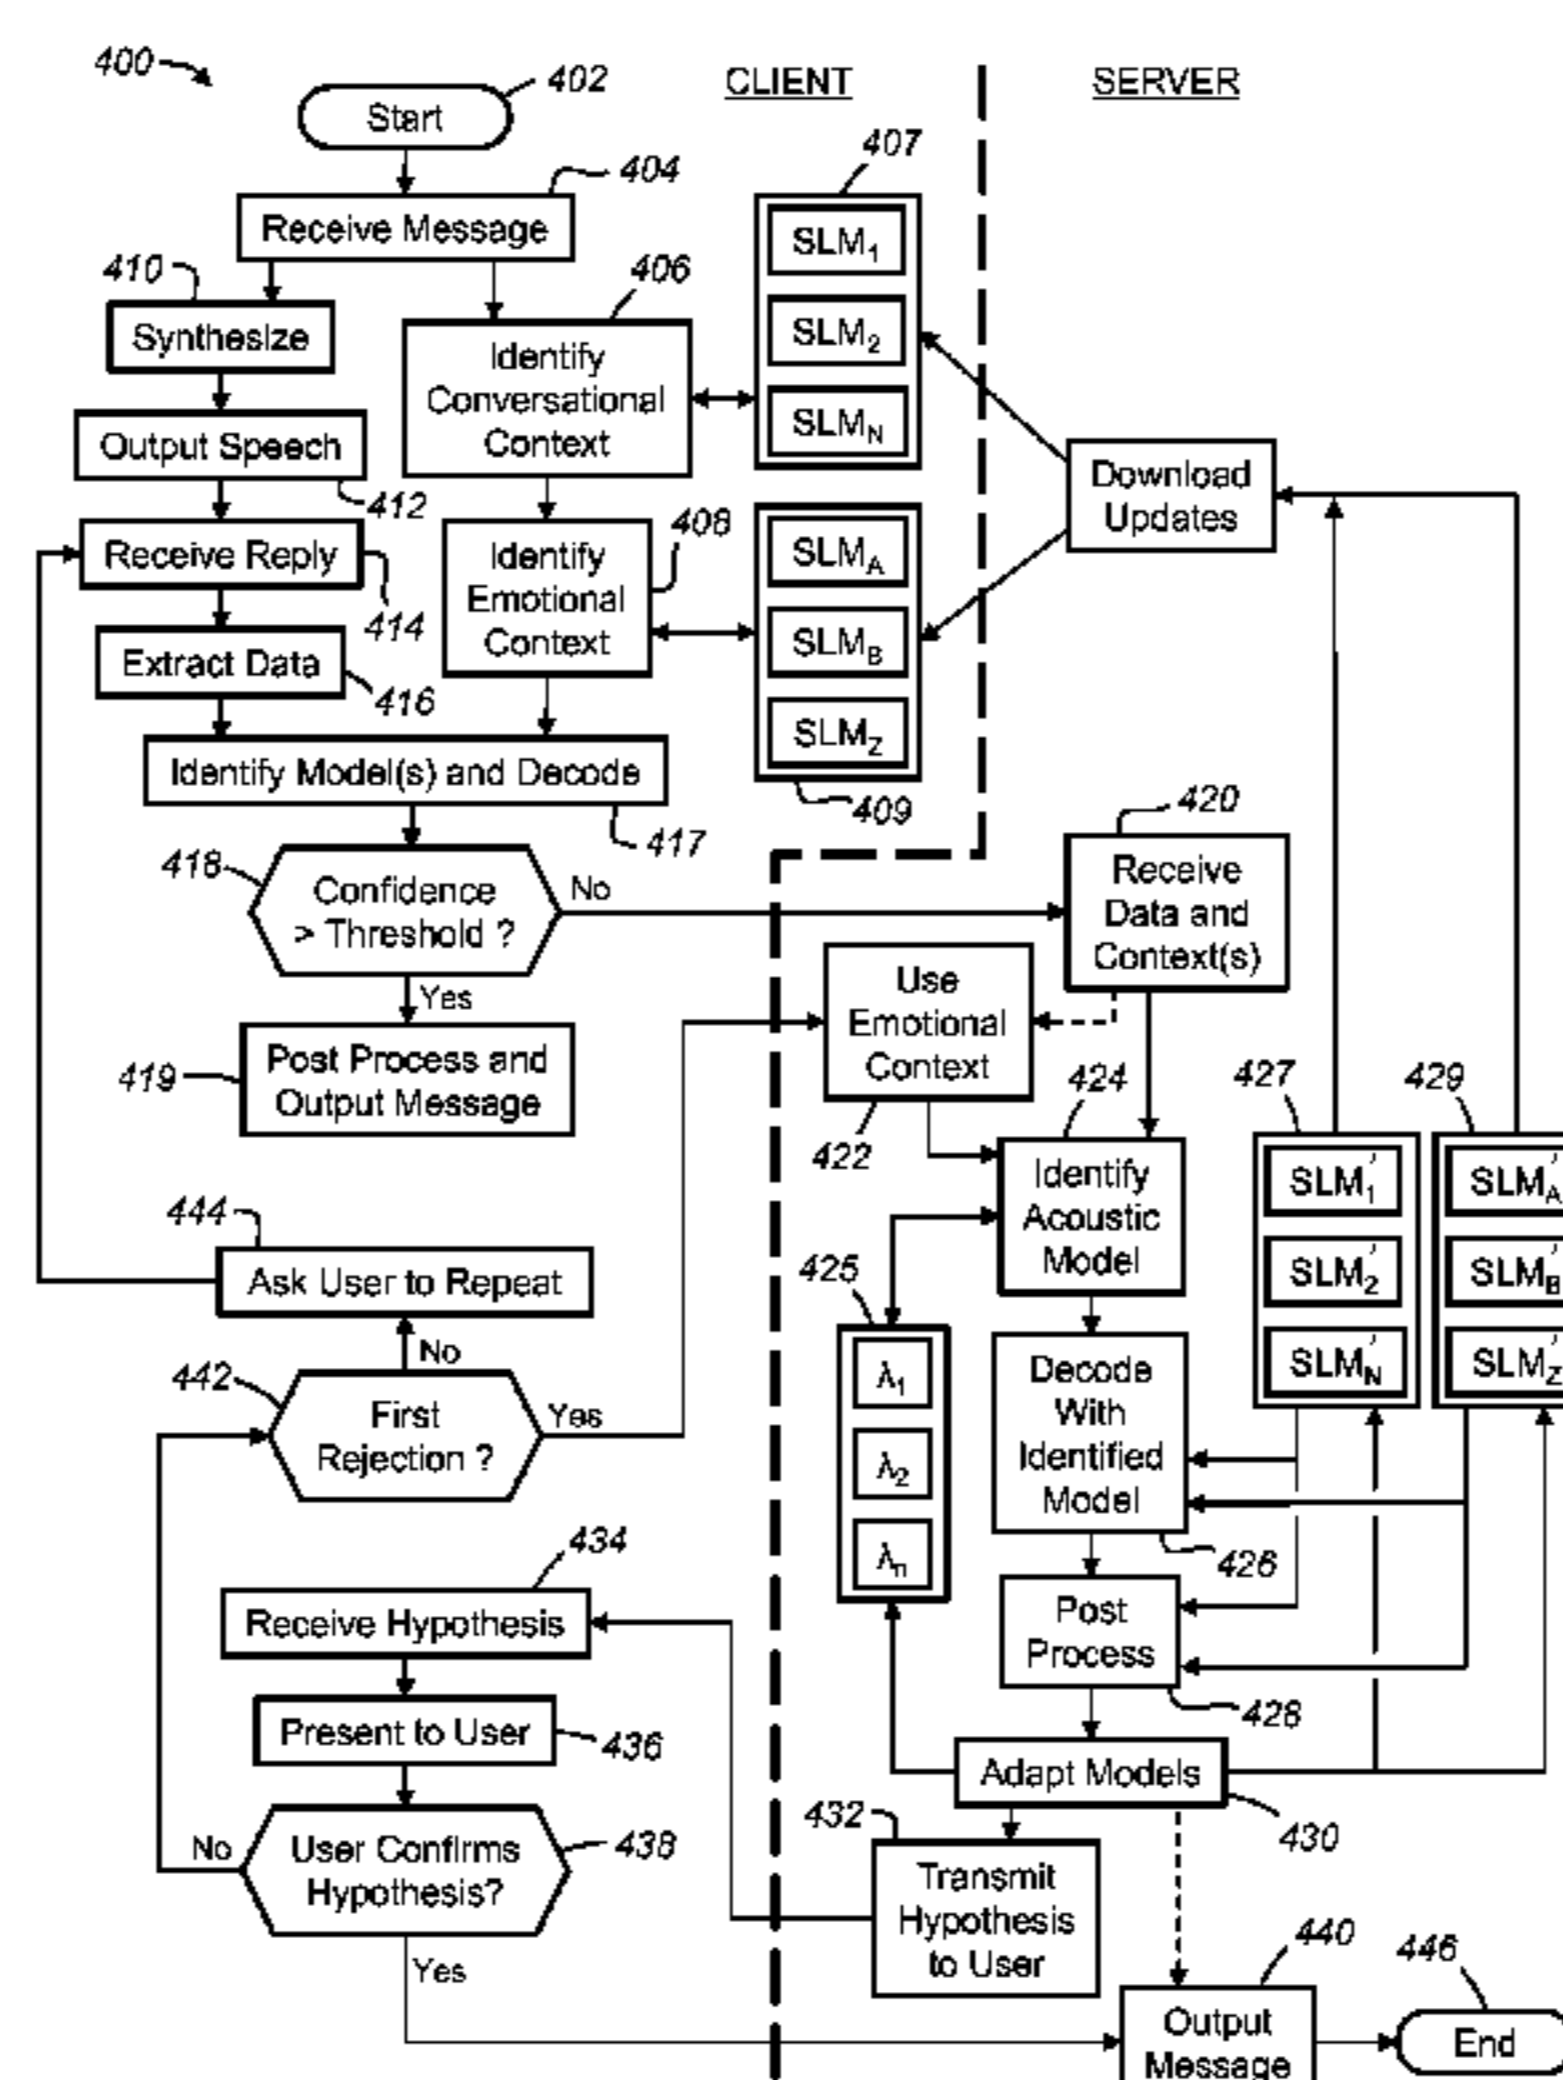 400
402
Start
CLIENT
SERVER
404
Receive Message
407
SLM1
SLM2
SLMN
410
Synthesize
406
Identify
Conversational
Context
Output Speech
412
Download
Updates
Receive Reply
414
408
Identify
Emotional
Context
SLMA
SLMB
SLMZ
409
Extract Data
416
Identify Model(s) and Decode
417
418
Confidence
> Threshold ?
No
Yes
420
Receive
Data and
Context(s)
Use
Emotional
Context
422
419
Post Process and
Output Message
424
Identify
Acoustic
Model
427
SLM'1
SLM'2
SLM'N
429
SLM'A
SLM'B
SLM'Z
444
Ask User to Repeat
No
442
First
Rejection ?
Yes
425
λ1
λ2
λn
Decode
With
Identified
Model
426
434
Receive Hypothesis
Post
Process
428
Present to User
436
Adapt Models
430
432
Transmit
Hypothesis
to User
No
User Confirms
Hypothesis?
438
Yes
440
Output
Message
446
End